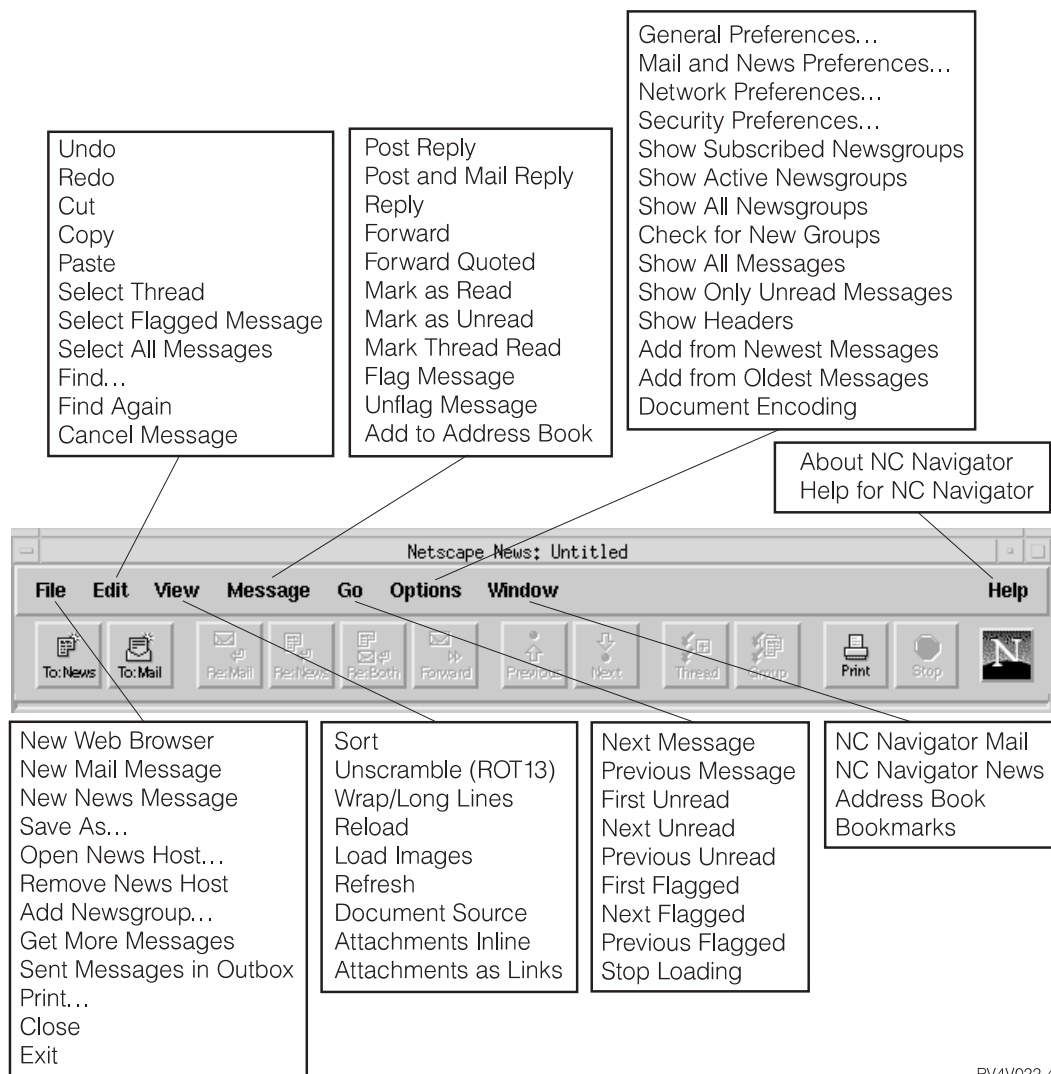 General Preferences...
Mail and News Preferences...
Network Preferences...
Security Preferences...
Show Subscribed Newsgroups
Show Active Newsgroups
Show All Newsgroups
Check for New Groups
Show All Messages
Show Only Unread Messages
Show Headers
Add from Newest Messages
Add from Oldest Messages
Document Encoding
Undo
Redo
Cut
Copy
Paste
Select Thread
Select Flagged Message
Select All Messages
Find...
Find Again
Cancel Message
Post Reply
Post and Mail Reply
Reply
Forward
Forward Quoted
Mark as Read
Mark as Unread
Mark Thread Read
Flag Message
Unflag Message
Add to Address Book
About NC Navigator
Help for NC Navigator
Netscape News: Untitled
File Edit View Message Go Options Window Help
To:News To:Mail Re:Mail Re:News Re:Both Forward Previous Next Thread Group Print Stop N
New Web Browser
New Mail Message
New News Message
Save As...
Open News Host...
Remove News Host
Add Newsgroup...
Get More Messages
Sent Messages in Outbox
Print...
Close
Exit
Sort
Unscramble (ROT13)
Wrap/Long Lines
Reload
Load Images
Refresh
Document Source
Attachments Inline
Attachments as Links
Next Message
Previous Message
First Unread
Next Unread
Previous Unread
First Flagged
Next Flagged
Previous Flagged
Stop Loading
NC Navigator Mail
NC Navigator News
Address Book
Bookmarks